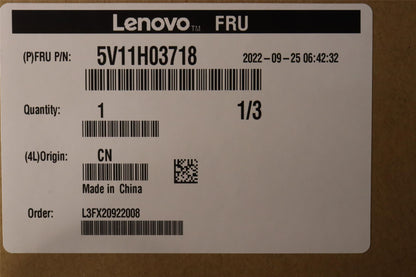 Lenovo™ FRU
(P)FRU P/N: 5V11H03718 2022-09-25 06:42:32
Quantity: 1 1/3
(4L)Origin: CN
Made in China
Order: L3FX20922008